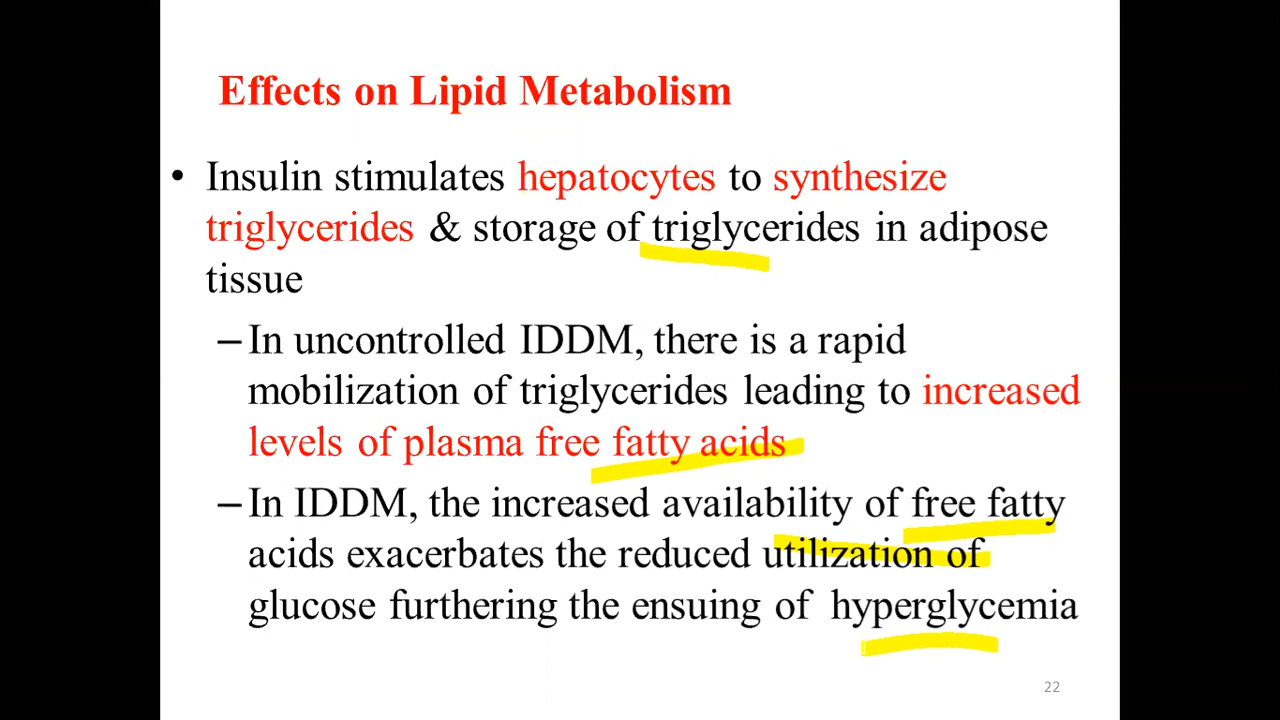 Effects on Lipid Metabolism
• Insulin stimulates hepatocytes to synthesize
triglycerides & storage of triglycerides in adipose
tissue
–In uncontrolled IDDM, there is a rapid
mobilization of triglycerides leading to increased
levels of plasma free fatty acids
–In IDDM, the increased availability of free fatty
acids exacerbates the reduced utilization of
glucose furthering the ensuing of hyperglycemia
22